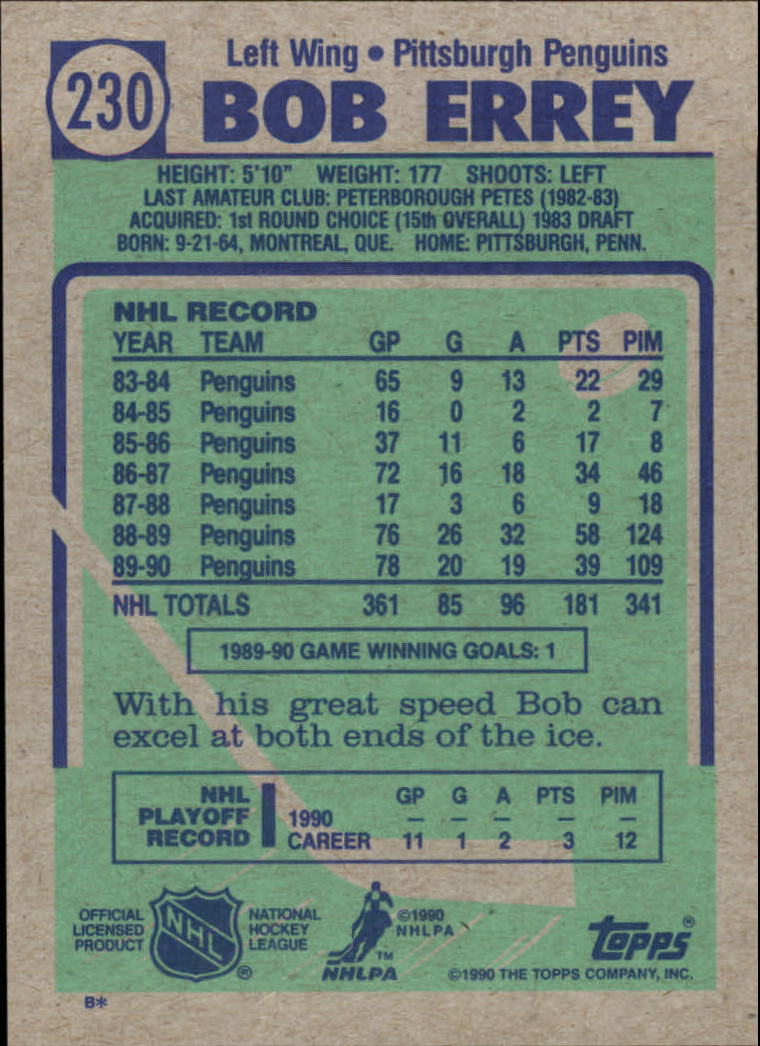 230
Left Wing • Pittsburgh Penguins
BOB ERREY
HEIGHT: 5'10" WEIGHT: 177 SHOOTS: LEFT
LAST AMATEUR CLUB: PETERBOROUGH PETES (1982-83)
ACQUIRED: 1st ROUND CHOICE (15th OVERALL) 1983 DRAFT
BORN: 9-21-64, MONTREAL, QUE. HOME: PITTSBURGH, PENN.
NHL RECORD
YEAR TEAM GP G A PTS PIM
83-84 Penguins 65 9 13 22 29
84-85 Penguins 16 0 2 2 7
85-86 Penguins 37 11 6 17 8
86-87 Penguins 72 16 18 34 46
87-88 Penguins 17 3 6 9 18
88-89 Penguins 76 26 32 58 124
89-90 Penguins 78 20 19 39 109
NHL TOTALS 361 85 96 181 341
1989-90 GAME WINNING GOALS: 1
With his great speed Bob can
excel at both ends of the ice.
NHL PLAYOFF RECORD
GP G A PTS PIM
1990 – – – – –
CAREER 11 1 2 3 12
OFFICIAL
LICENSED
PRODUCT
NHL
®
NATIONAL
HOCKEY
LEAGUE
TM
NHLPA
©1990
NHLPA
topps®
©1990 THE TOPPS COMPANY, INC.
B*